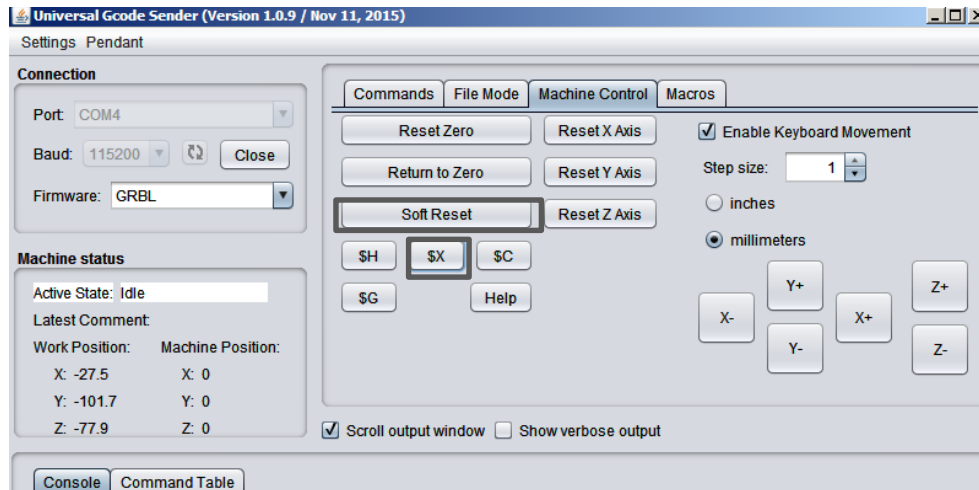 Universal Gcode Sender (Version 1.0.9 / Nov 11, 2015)
Settings Pendant
Connection
Port: COM4
Baud: 115200 Close
Firmware: GRBL
Machine status
Active State: Idle
Latest Comment:
Work Position: Machine Position:
X: -27.5 X: 0
Y: -101.7 Y: 0
Z: -77.9 Z: 0
Commands File Mode Machine Control Macros
Reset Zero Reset X Axis
Return to Zero Reset Y Axis
Soft Reset Reset Z Axis
$H $X $C
$G Help
Enable Keyboard Movement
Step size: 1
inches
millimeters
Y+ Z+
X- X+
Y- Z-
Scroll output window Show verbose output
Console Command Table